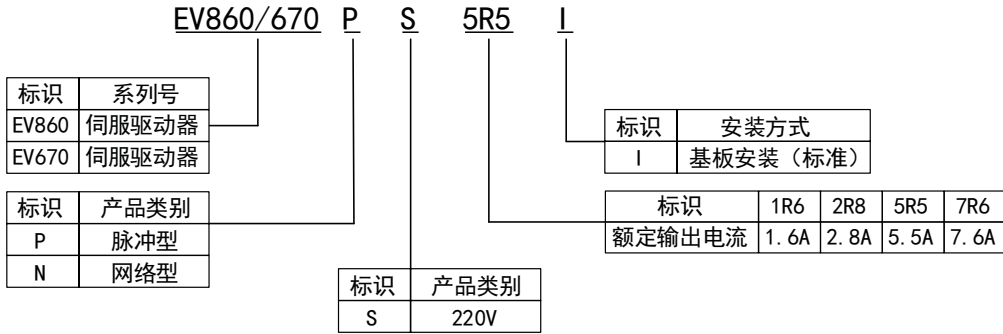 EV860/670 P S 5R5 I
标识 系列号
EV860 伺服驱动器
EV670 伺服驱动器
标识 安装方式
I 基板安装（标准）
标识 产品类别
P 脉冲型
N 网络型
标识 1R6 2R8 5R5 7R6
额定输出电流 1.6A 2.8A 5.5A 7.6A
标识 产品类别
S 220V